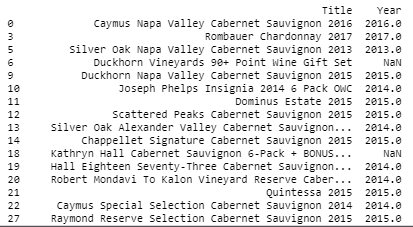 Title Year
0 Caymus Napa Valley Cabernet Sauvignon 2016 2016.0
3 Rombauer Chardonnay 2017 2017.0
5 Silver Oak Napa Valley Cabernet Sauvignon 2013 2013.0
6 Duckhorn Vineyards 90+ Point Wine Gift Set NaN
9 Duckhorn Napa Valley Cabernet Sauvignon 2015 2015.0
10 Joseph Phelps Insignia 2014 6 Pack OWC 2014.0
11 Dominus Estate 2015 2015.0
12 Scattered Peaks Cabernet Sauvignon 2015 2015.0
13 Silver Oak Alexander Valley Cabernet Sauvignon... 2014.0
14 Chappellet Signature Cabernet Sauvignon 2015 2015.0
18 Kathryn Hall Cabernet Sauvignon 6-Pack + BONUS... NaN
19 Hall Eighteen Seventy-Three Cabernet Sauvignon... 2014.0
20 Robert Mondavi To Kalon Vineyard Reserve Caber... 2014.0
21 Quintessa 2015 2015.0
22 Caymus Special Selection Cabernet Sauvignon 2014 2014.0
27 Raymond Reserve Selection Cabernet Sauvignon 2015 2015.0